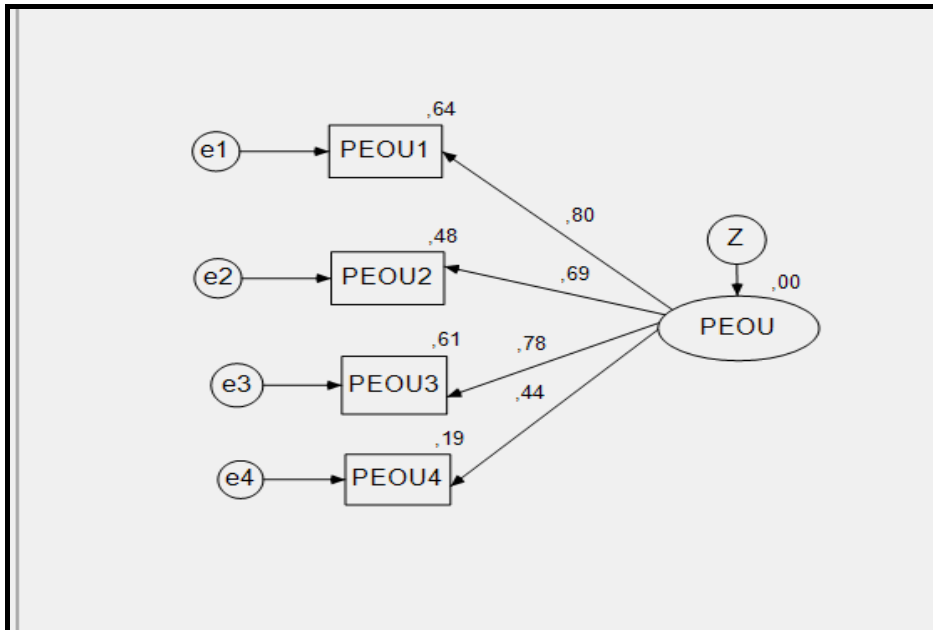 ,64
e1
PEOU1
,80
Z
,48
e2
PEOU2
,69
,00
PEOU
,61
,78
e3
PEOU3
,44
,19
e4
PEOU4